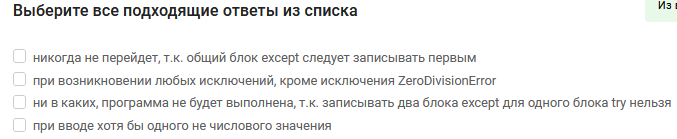 Выберите все подходящие ответы из списка
Из
никогда не перейдет, т.к. общий блок except следует записывать первым
при возникновении любых исключений, кроме исключения ZeroDivisionError
ни в каких, программа не будет выполнена, т.к. записывать два блока except для одного блока try нельзя
при вводе хотя бы одного не числового значения